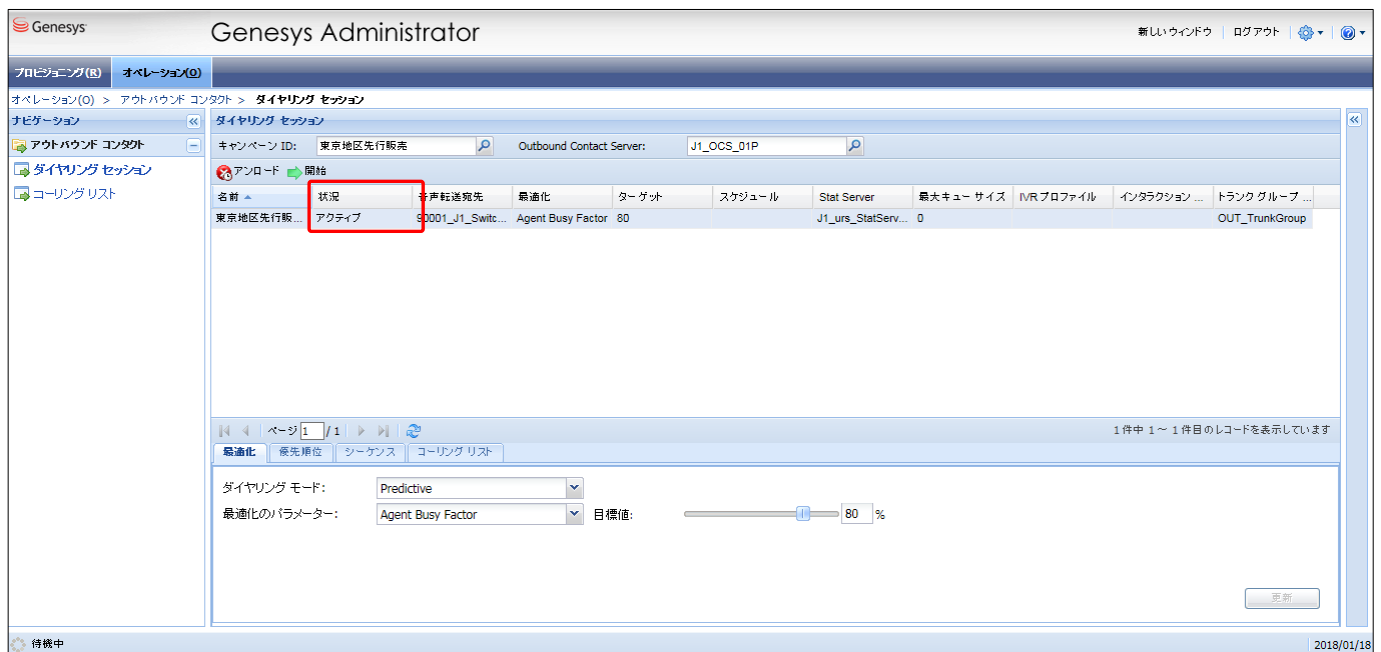 Genesys
Genesys Administrator
新しいウィンドウ ログアウト
プロビジョニング(R) オペレーション(O)
オペレーション(O) > アウトバウンド コンタクト > ダイヤリング セッション
ナビゲーション
アウトバウンド コンタクト
ダイヤリング セッション
コーリング リスト
ダイヤリング セッション
キャンペーン ID: 東京地区先行販売 Outbound Contact Server: J1_OCS_01P
アンロード 開始
名前 状況 音声転送宛先 最適化 ターゲット スケジュール Stat Server 最大キュー サイズ IVR プロファイル インタラクション ... トランク グループ ...
東京地区先行販... アクティブ 90001_J1_Switc... Agent Busy Factor 80 J1_urs_StatServ... 0 OUT_TrunkGroup
ページ 1 / 1
1 件中 1 ~ 1 件目のレコードを表示しています
最適化 優先順位 シーケンス コーリング リスト
ダイヤリング モード: Predictive
最適化のパラメーター: Agent Busy Factor 目標値: 80 %
更新
待機中
2018/01/18